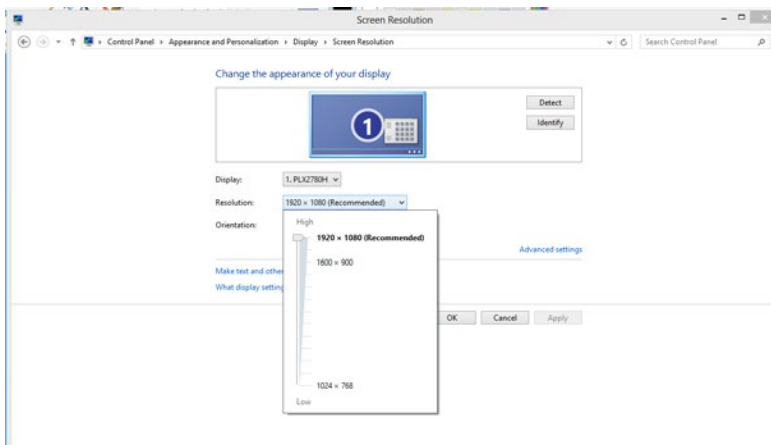 Screen Resolution
Control Panel › Appearance and Personalization › Display › Screen Resolution
Search Control Panel
Change the appearance of your display
1
Detect
Identify
Display: 1. PLX2780H
Resolution: 1920 × 1080 (Recommended)
Orientation:
High
1920 × 1080 (Recommended)
1600 × 900
Advanced settings
Make text and othe
What display setting
OK Cancel Apply
1024 × 768
Low